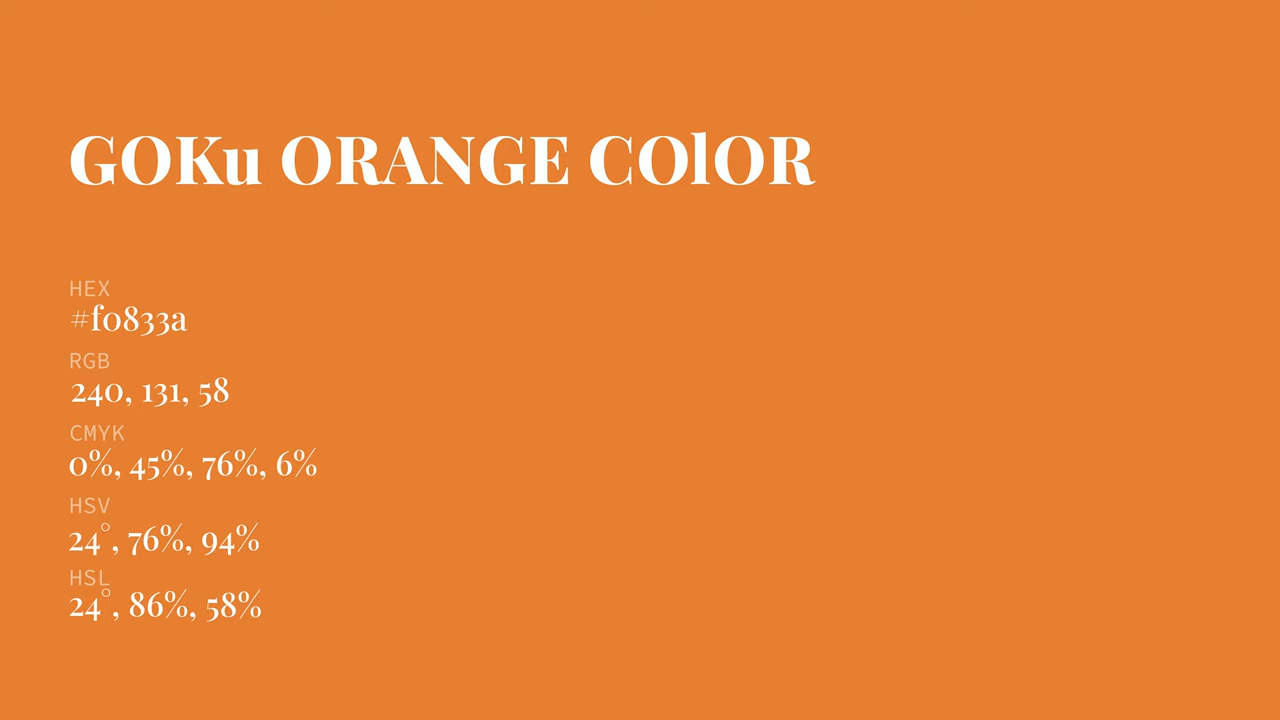 GOKu ORANGE COlOR
HEX
#f0833a
RGB
240, 131, 58
CMYK
0%, 45%, 76%, 6%
HSV
24°, 76%, 94%
HSL
24°, 86%, 58%